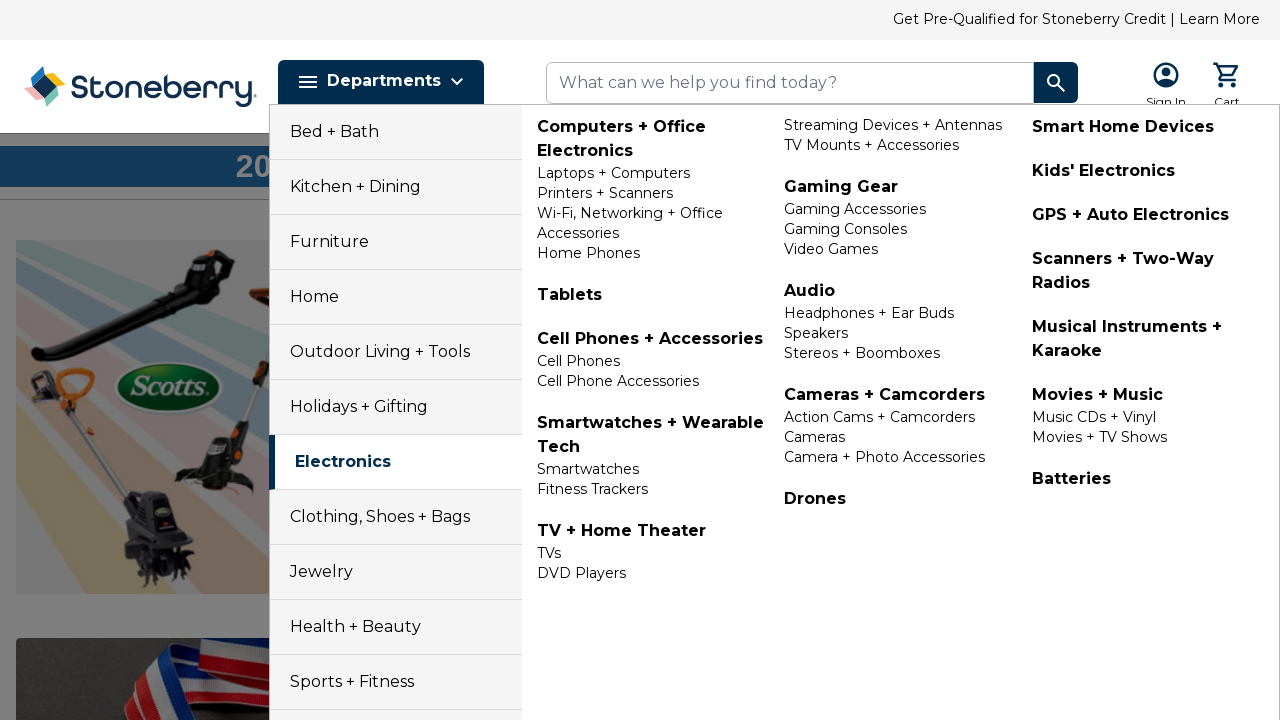 Get Pre-Qualified for Stoneberry Credit | Learn More
Stoneberry
Departments
What can we help you find today?
Sign In
Cart
20
Scotts
Bed + Bath
Kitchen + Dining
Furniture
Home
Outdoor Living + Tools
Holidays + Gifting
Electronics
Clothing, Shoes + Bags
Jewelry
Health + Beauty
Sports + Fitness
Computers + Office
Electronics
Laptops + Computers
Printers + Scanners
Wi-Fi, Networking + Office
Accessories
Home Phones
Tablets
Cell Phones + Accessories
Cell Phones
Cell Phone Accessories
Smartwatches + Wearable
Tech
Smartwatches
Fitness Trackers
TV + Home Theater
TVs
DVD Players
Streaming Devices + Antennas
TV Mounts + Accessories
Gaming Gear
Gaming Accessories
Gaming Consoles
Video Games
Audio
Headphones + Ear Buds
Speakers
Stereos + Boomboxes
Cameras + Camcorders
Action Cams + Camcorders
Cameras
Camera + Photo Accessories
Drones
Smart Home Devices
Kids' Electronics
GPS + Auto Electronics
Scanners + Two-Way
Radios
Musical Instruments +
Karaoke
Movies + Music
Music CDs + Vinyl
Movies + TV Shows
Batteries